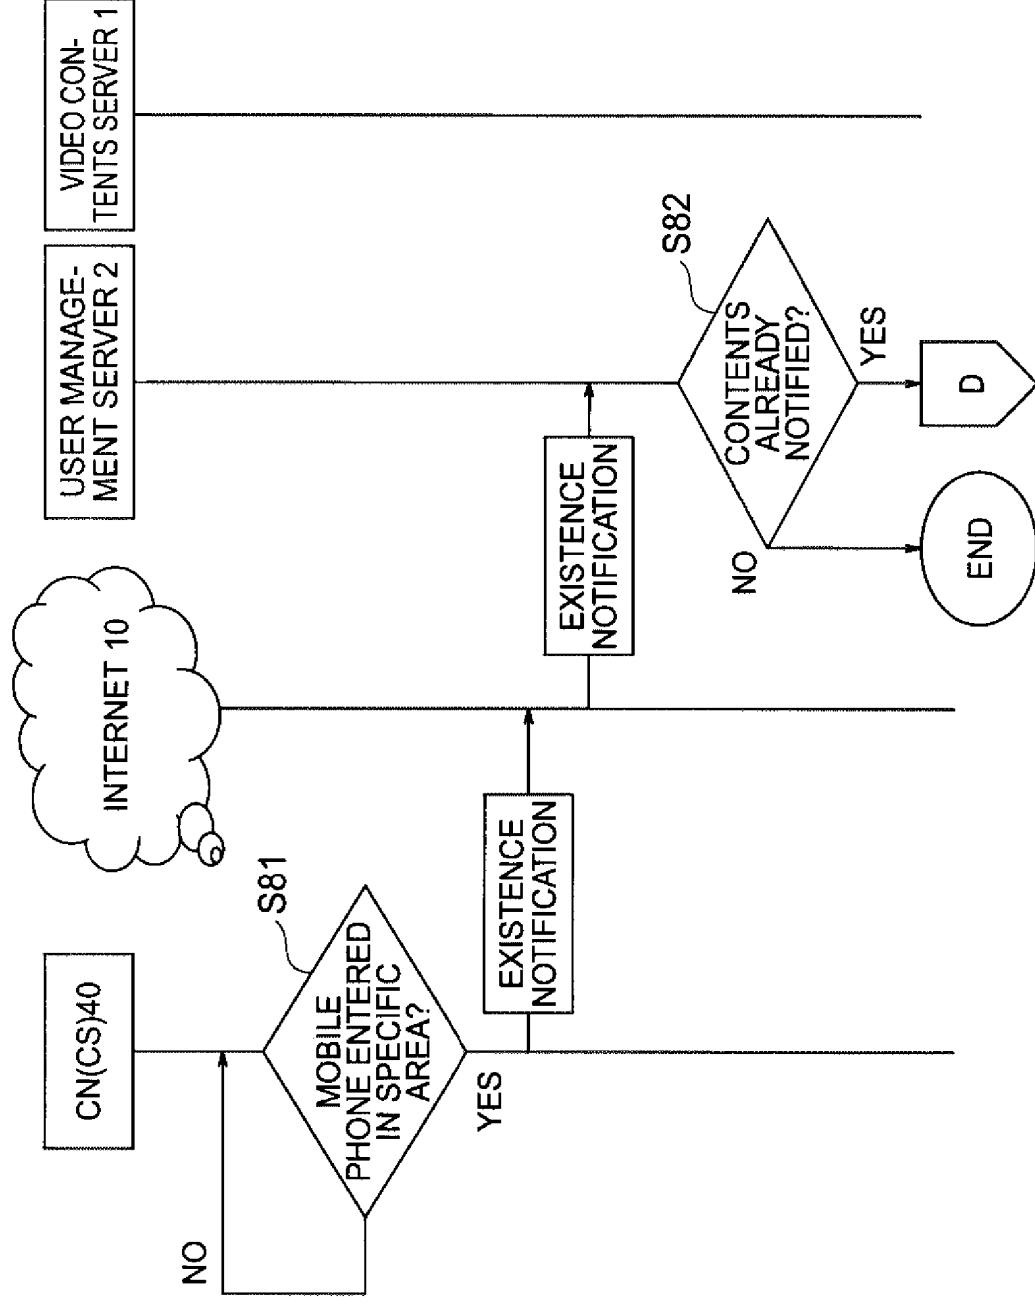 CN(CS)40
INTERNET 10
USER MANAGE-
MENT SERVER 2
VIDEO CON-
TENTS SERVER 1
NO
MOBILE
PHONE ENTERED
IN SPECIFIC
AREA?
S81
YES
EXISTENCE
NOTIFICATION
EXISTENCE
NOTIFICATION
S82
CONTENTS
ALREADY
NOTIFIED?
NO
YES
END
D